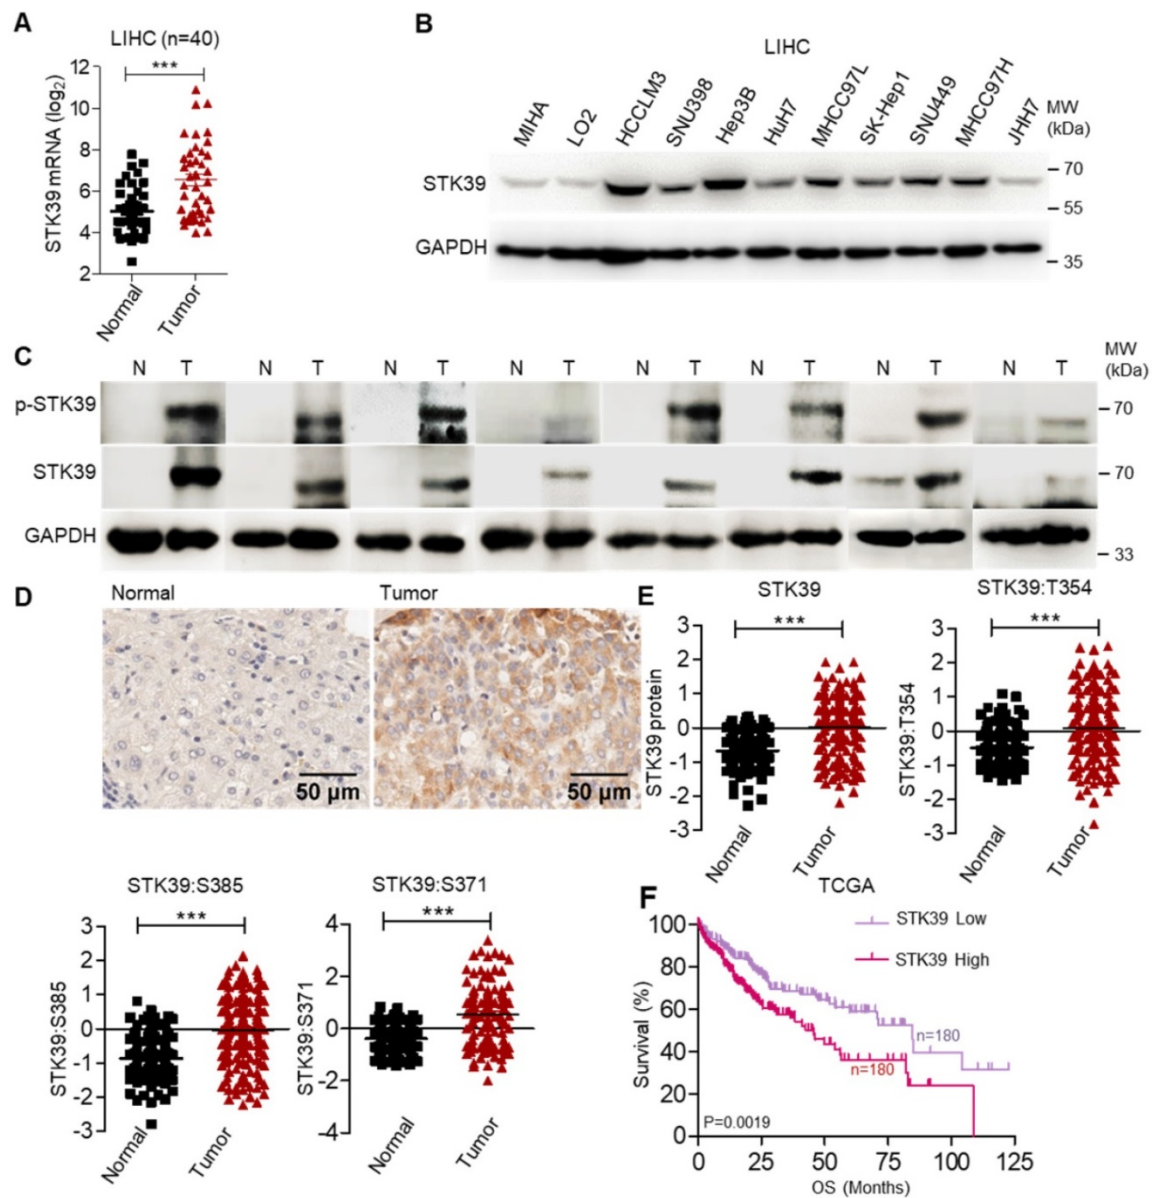 A
LIHC (n=40)
***
STK39 mRNA (log2)
12
10
8
6
4
2
Normal
Tumor
B
LIHC
MIHA
LO2
HCCLM3
SNU398
Hep3B
HuH7
MHCC97L
SK-Hep1
SNU449
MHCC97H
JHH7
MW
(kDa)
STK39
70
55
GAPDH
35
C
N T N T N T N T N T N T N T N T
MW
(kDa)
p-STK39
70
STK39
70
GAPDH
33
D
Normal
Tumor
50 µm
50 µm
E
STK39
***
STK39 protein
3
2
1
0
-1
-2
-3
Normal
Tumor
STK39:T354
***
STK39:T354
3
2
1
0
-1
-2
-3
Normal
Tumor
STK39:S385
***
STK39:S385
3
2
1
0
-1
-2
-3
Normal
Tumor
STK39:S371
***
STK39:S371
4
2
0
-2
-4
Normal
Tumor
F
TCGA
STK39 Low
STK39 High
Survival (%)
100
80
60
40
20
0
n=180
n=180
P=0.0019
0 25 50 75 100 125
OS (Months)